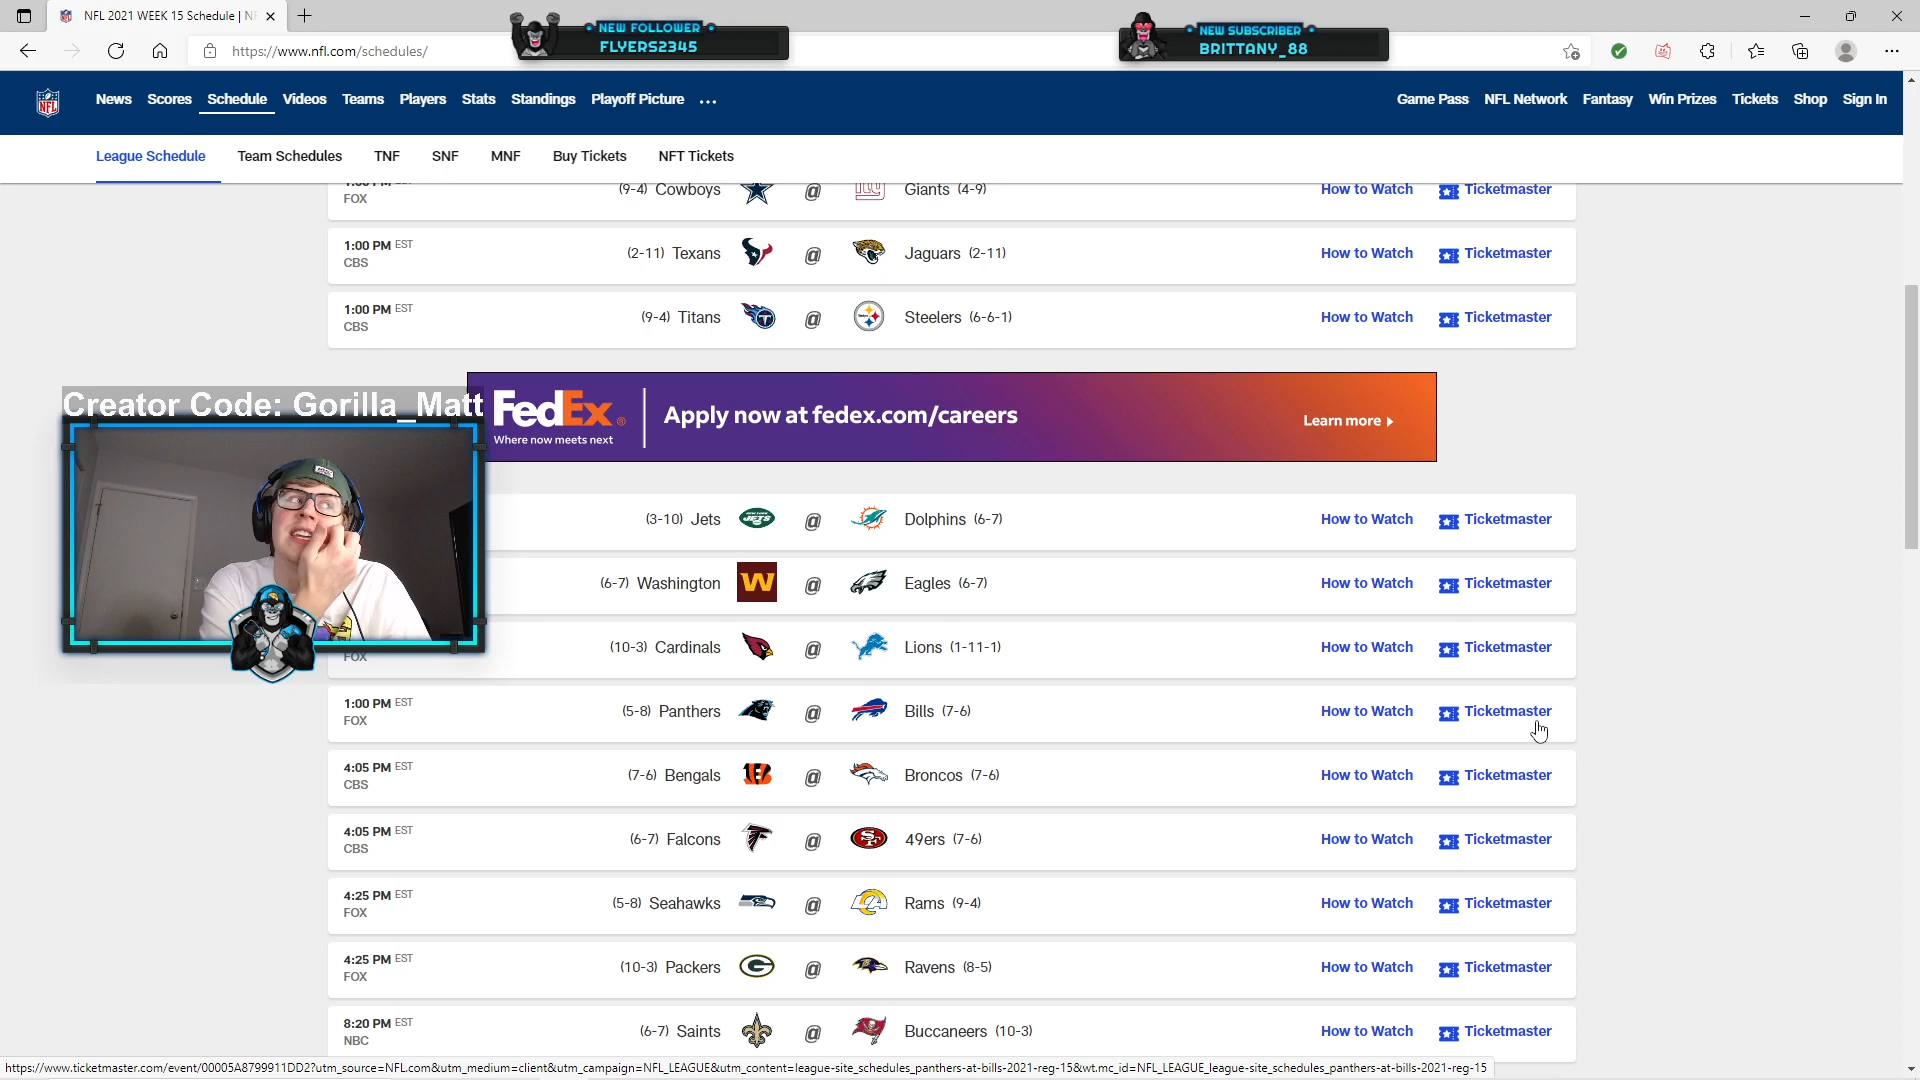 NFL 2021 WEEK 15 Schedule | NF
NEW FOLLOWER
FLYERS2345
NEW SUBSCRIBER
BRITTANY_88
https://www.nfl.com/schedules/
NFL
News Scores Schedule Videos Teams Players Stats Standings Playoff Picture ...
Game Pass NFL Network Fantasy Win Prizes Tickets Shop Sign In
League Schedule Team Schedules TNF SNF MNF Buy Tickets NFT Tickets
FOX
(9-4) Cowboys @ Giants (4-9) How to Watch Ticketmaster
1:00 PM EST
CBS
(2-11) Texans @ Jaguars (2-11) How to Watch Ticketmaster
1:00 PM EST
CBS
(9-4) Titans @ Steelers (6-6-1) How to Watch Ticketmaster
Creator Code: Gorilla_Matt
FedEx®
Where now meets next
Apply now at fedex.com/careers
Learn more
(3-10) Jets JETS @ Dolphins (6-7) How to Watch Ticketmaster
(6-7) Washington W @ Eagles (6-7) How to Watch Ticketmaster
(10-3) Cardinals @ Lions (1-11-1) How to Watch Ticketmaster
FOX
1:00 PM EST
FOX
(5-8) Panthers @ Bills (7-6) How to Watch Ticketmaster
4:05 PM EST
CBS
(7-6) Bengals @ Broncos (7-6) How to Watch Ticketmaster
4:05 PM EST
CBS
(6-7) Falcons @ 49ers (7-6) How to Watch Ticketmaster
4:25 PM EST
FOX
(5-8) Seahawks @ Rams (9-4) How to Watch Ticketmaster
4:25 PM EST
FOX
(10-3) Packers G @ Ravens (8-5) How to Watch Ticketmaster
8:20 PM EST
NBC
(6-7) Saints @ Buccaneers (10-3) How to Watch Ticketmaster
https://www.ticketmaster.com/event/00005A8799911DD2?utm_source=NFL.com&utm_medium=client&utm_campaign=NFL_LEAGUE&utm_content=league-site_schedules_panthers-at-bills-2021-reg-15&wt.mc_id=NFL_LEAGUE_league-site_schedules_panthers-at-bills-2021-reg-15